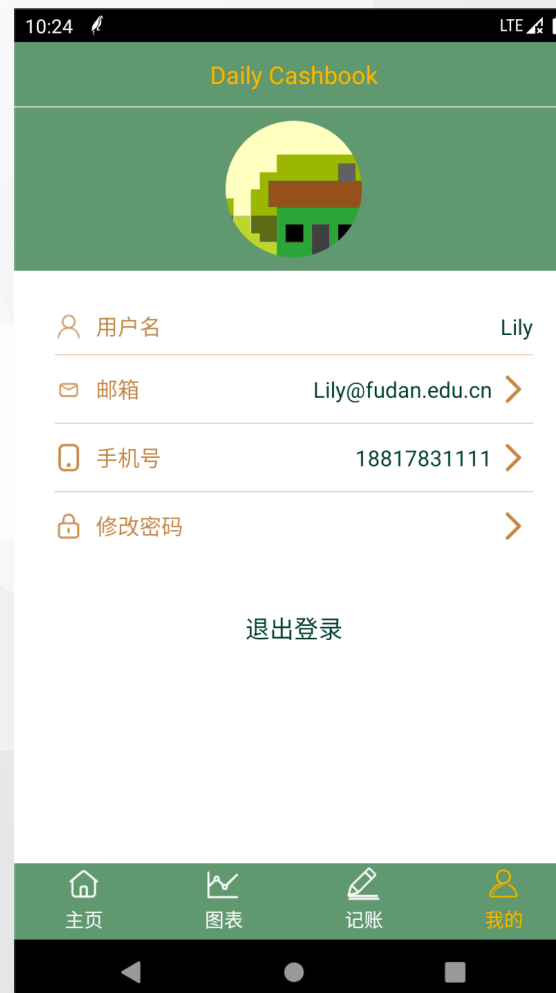 10:24 LTE
Daily Cashbook
用户名 Lily
邮箱 Lily@fudan.edu.cn
手机号 18817831111
修改密码
退出登录
主页 图表 记账 我的